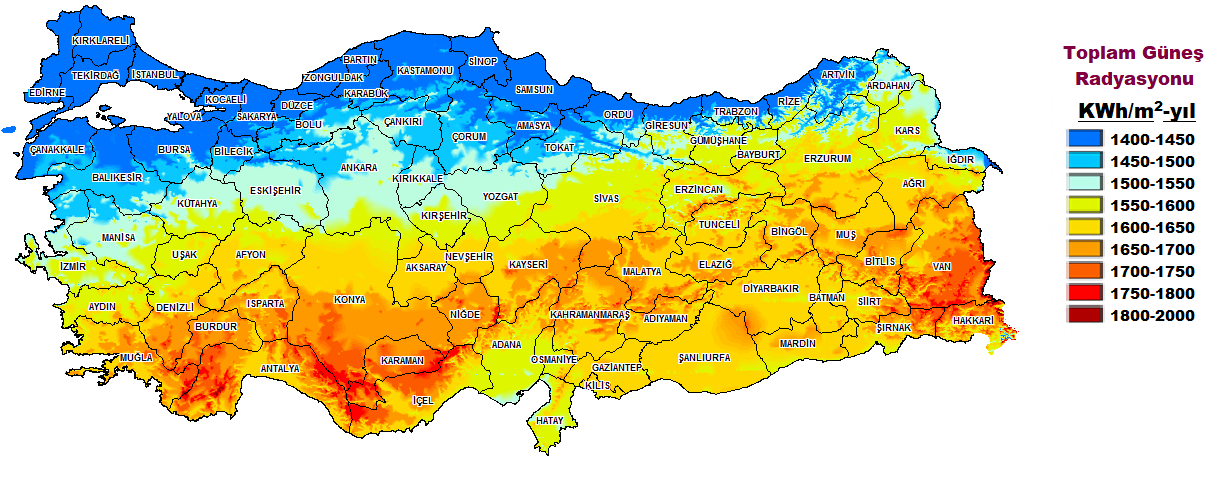 Toplam Güneş
Radyasyonu
KWh/m²-yıl
1400-1450
1450-1500
1500-1550
1550-1600
1600-1650
1650-1700
1700-1750
1750-1800
1800-2000
KIRKLARELİ
TEKİRDAĞ
İSTANBUL
EDİRNE
KOCAELİ
YALOVA
SAKARYA
DÜZCE
BOLU
ZONGULDAK
BARTIN
KARABÜK
KASTAMONU
SİNOP
SAMSUN
ÇANKIRI
ÇORUM
AMASYA
TOKAT
ORDU
GİRESUN
TRABZON
RİZE
ARTVİN
ARDAHAN
KARS
IĞDIR
GÜMÜŞHANE
BAYBURT
ERZURUM
AĞRI
ÇANAKKALE
BURSA
BİLECİK
BALIKESİR
ESKİŞEHİR
KÜTAHYA
ANKARA
KIRIKKALE
YOZGAT
KIRŞEHİR
SİVAS
ERZİNCAN
TUNCELİ
BİNGÖL
MUŞ
BİTLİS
VAN
MANİSA
İZMİR
UŞAK
AFYON
AKSARAY
NEVŞEHİR
KAYSERİ
MALATYA
ELAZIĞ
DİYARBAKIR
BATMAN
SİİRT
ŞIRNAK
HAKKARİ
AYDIN
DENİZLİ
ISPARTA
BURDUR
KONYA
NİĞDE
KAHRAMANMARAŞ
ADIYAMAN
MARDİN
MUĞLA
ANTALYA
KARAMAN
İÇEL
ADANA
OSMANİYE
GAZİANTEP
KİLİS
ŞANLIURFA
HATAY